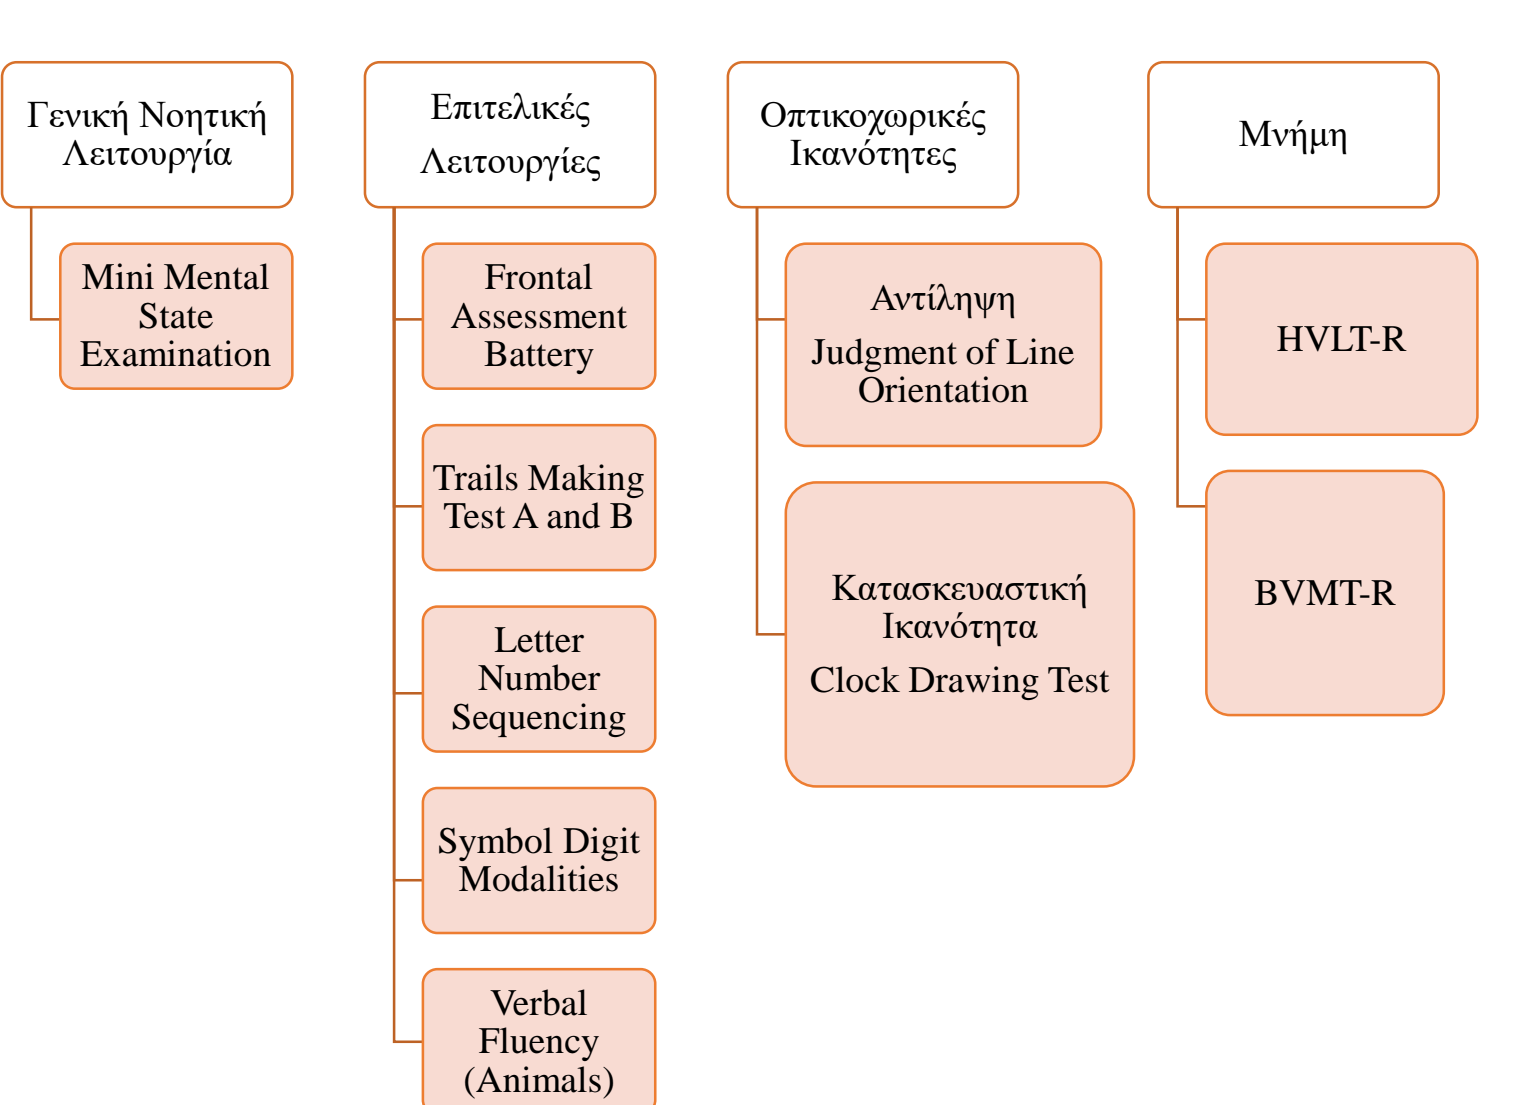 Γενική Νοητική
Λειτουργία
Mini Mental
State
Examination
Επιτελικές
Λειτουργίες
Frontal
Assessment
Battery
Trails Making
Test A and B
Letter
Number
Sequencing
Symbol Digit
Modalities
Verbal
Fluency
(Animals)
Οπτικοχωρικές
Ικανότητες
Αντίληψη
Judgment of Line
Orientation
Κατασκευαστική
Ικανότητα
Clock Drawing Test
Μνήμη
HVLT-R
BVMT-R